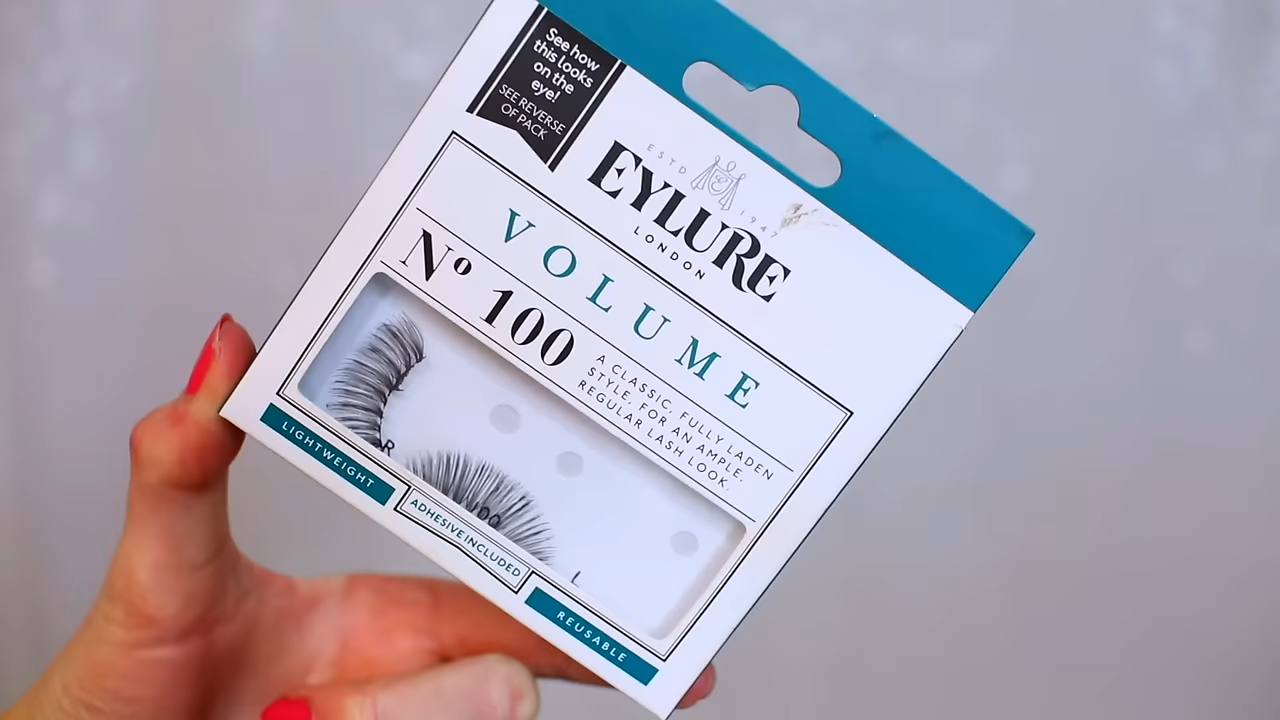 See how
this looks
on the
eye!
SEE REVERSE
OF PACK
ESTD 1947
EYLURE
LONDON
VOLUME
Nº 100
A CLASSIC, FULLY LADEN
STYLE, FOR AN AMPLE,
REGULAR LASH LOOK.
R
100
L
LIGHTWEIGHT
ADHESIVE INCLUDED
REUSABLE